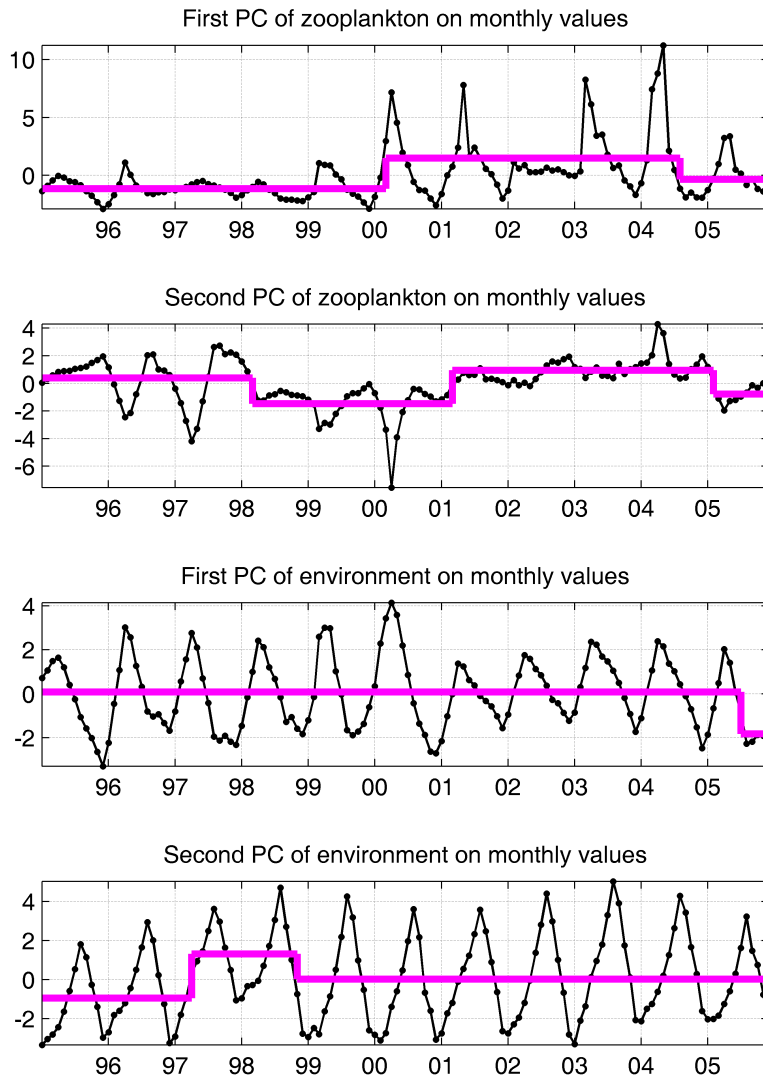 First PC of zooplankton on monthly values
10
5
0
96 97 98 99 00 01 02 03 04 05
Second PC of zooplankton on monthly values
4
2
0
-2
-4
-6
96 97 98 99 00 01 02 03 04 05
First PC of environment on monthly values
4
2
0
-2
96 97 98 99 00 01 02 03 04 05
Second PC of environment on monthly values
4
2
0
-2
96 97 98 99 00 01 02 03 04 05